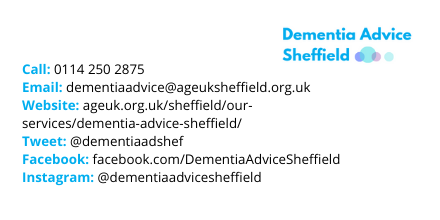 Dementia Advice
Sheffield
Call: 0114 250 2875
Email: dementiaadvice@ageuksheffield.org.uk
Website: ageuk.org.uk/sheffield/our-
services/dementia-advice-sheffield/
Tweet: @dementiaadshef
Facebook: facebook.com/DementiaAdviceSheffield
Instagram: @dementiaadvicesheffield